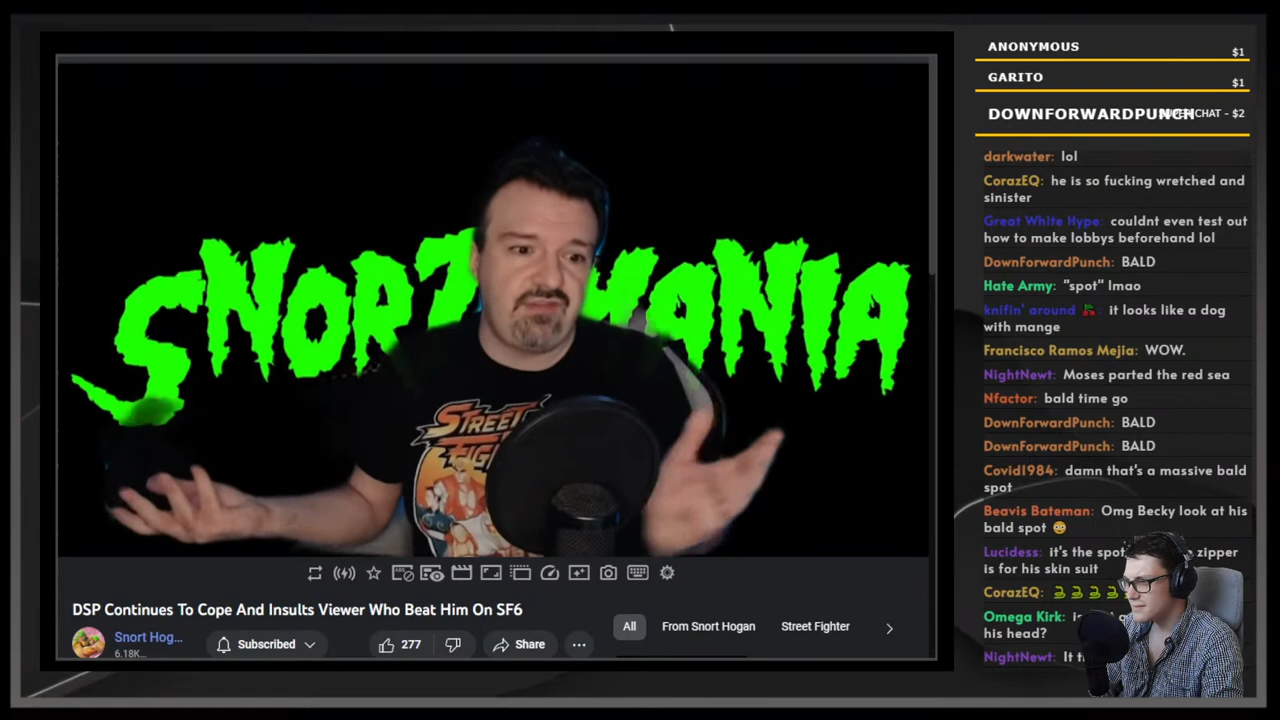 ANONYMOUS
$1
GARITO
$1
DOWNFORWARDPUNCH
CHAT - $2
darkwater: lol
CorazEQ: he is so fucking wretched and
sinister
Great White Hype: couldnt even test out
how to make lobbys beforehand lol
DownForwardPunch: BALD
Hate Army: "spot" lmao
knifin' around 🍒: it looks like a dog
with mange
Francisco Ramos Mejia: WOW.
NightNewt: Moses parted the red sea
Nfactor: bald time go
DownForwardPunch: BALD
DownForwardPunch: BALD
Covid1984: damn that's a massive bald
spot
Beavis Bateman: Omg Becky look at his
bald spot 😳
Lucidess: it's the spot zipper
is for his skin suit
CorazEQ: 🐍🐍🐍🐍🐍
Omega Kirk:
his head?
NightNewt: It
STREET
DSP Continues To Cope And Insults Viewer Who Beat Him On SF6
Snort Hog...
6.18K...
Subscribed
277
Share
All
From Snort Hogan
Street Fighter